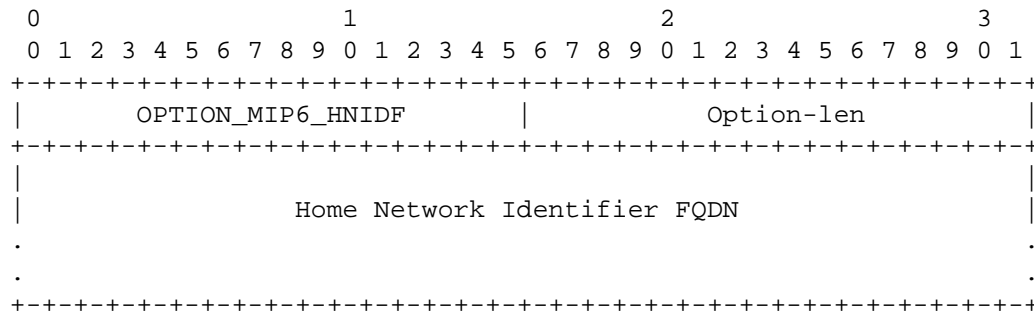 0                   1                   2                   3
 0 1 2 3 4 5 6 7 8 9 0 1 2 3 4 5 6 7 8 9 0 1 2 3 4 5 6 7 8 9 0 1
+-+-+-+-+-+-+-+-+-+-+-+-+-+-+-+-+-+-+-+-+-+-+-+-+-+-+-+-+-+-+-+-+
|       OPTION_MIP6_HNIDF       |           Option-len          |
+-+-+-+-+-+-+-+-+-+-+-+-+-+-+-+-+-+-+-+-+-+-+-+-+-+-+-+-+-+-+-+-+
|                                                               |
|                 Home Network Identifier FQDN                  |
.                                                               .
.                                                               .
+-+-+-+-+-+-+-+-+-+-+-+-+-+-+-+-+-+-+-+-+-+-+-+-+-+-+-+-+-+-+-+-+